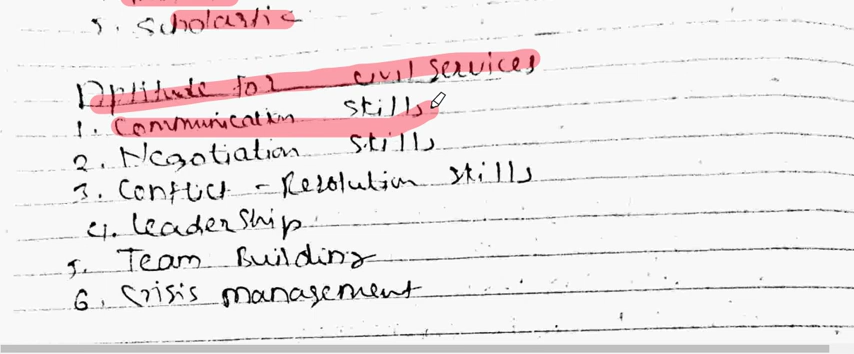 5. Scholastic
Aptitude for civil services
1. Communication skills
2. Negotiation skills
3. Conflict - Resolution skills
4. Leadership
5. Team Building
6. Crisis management